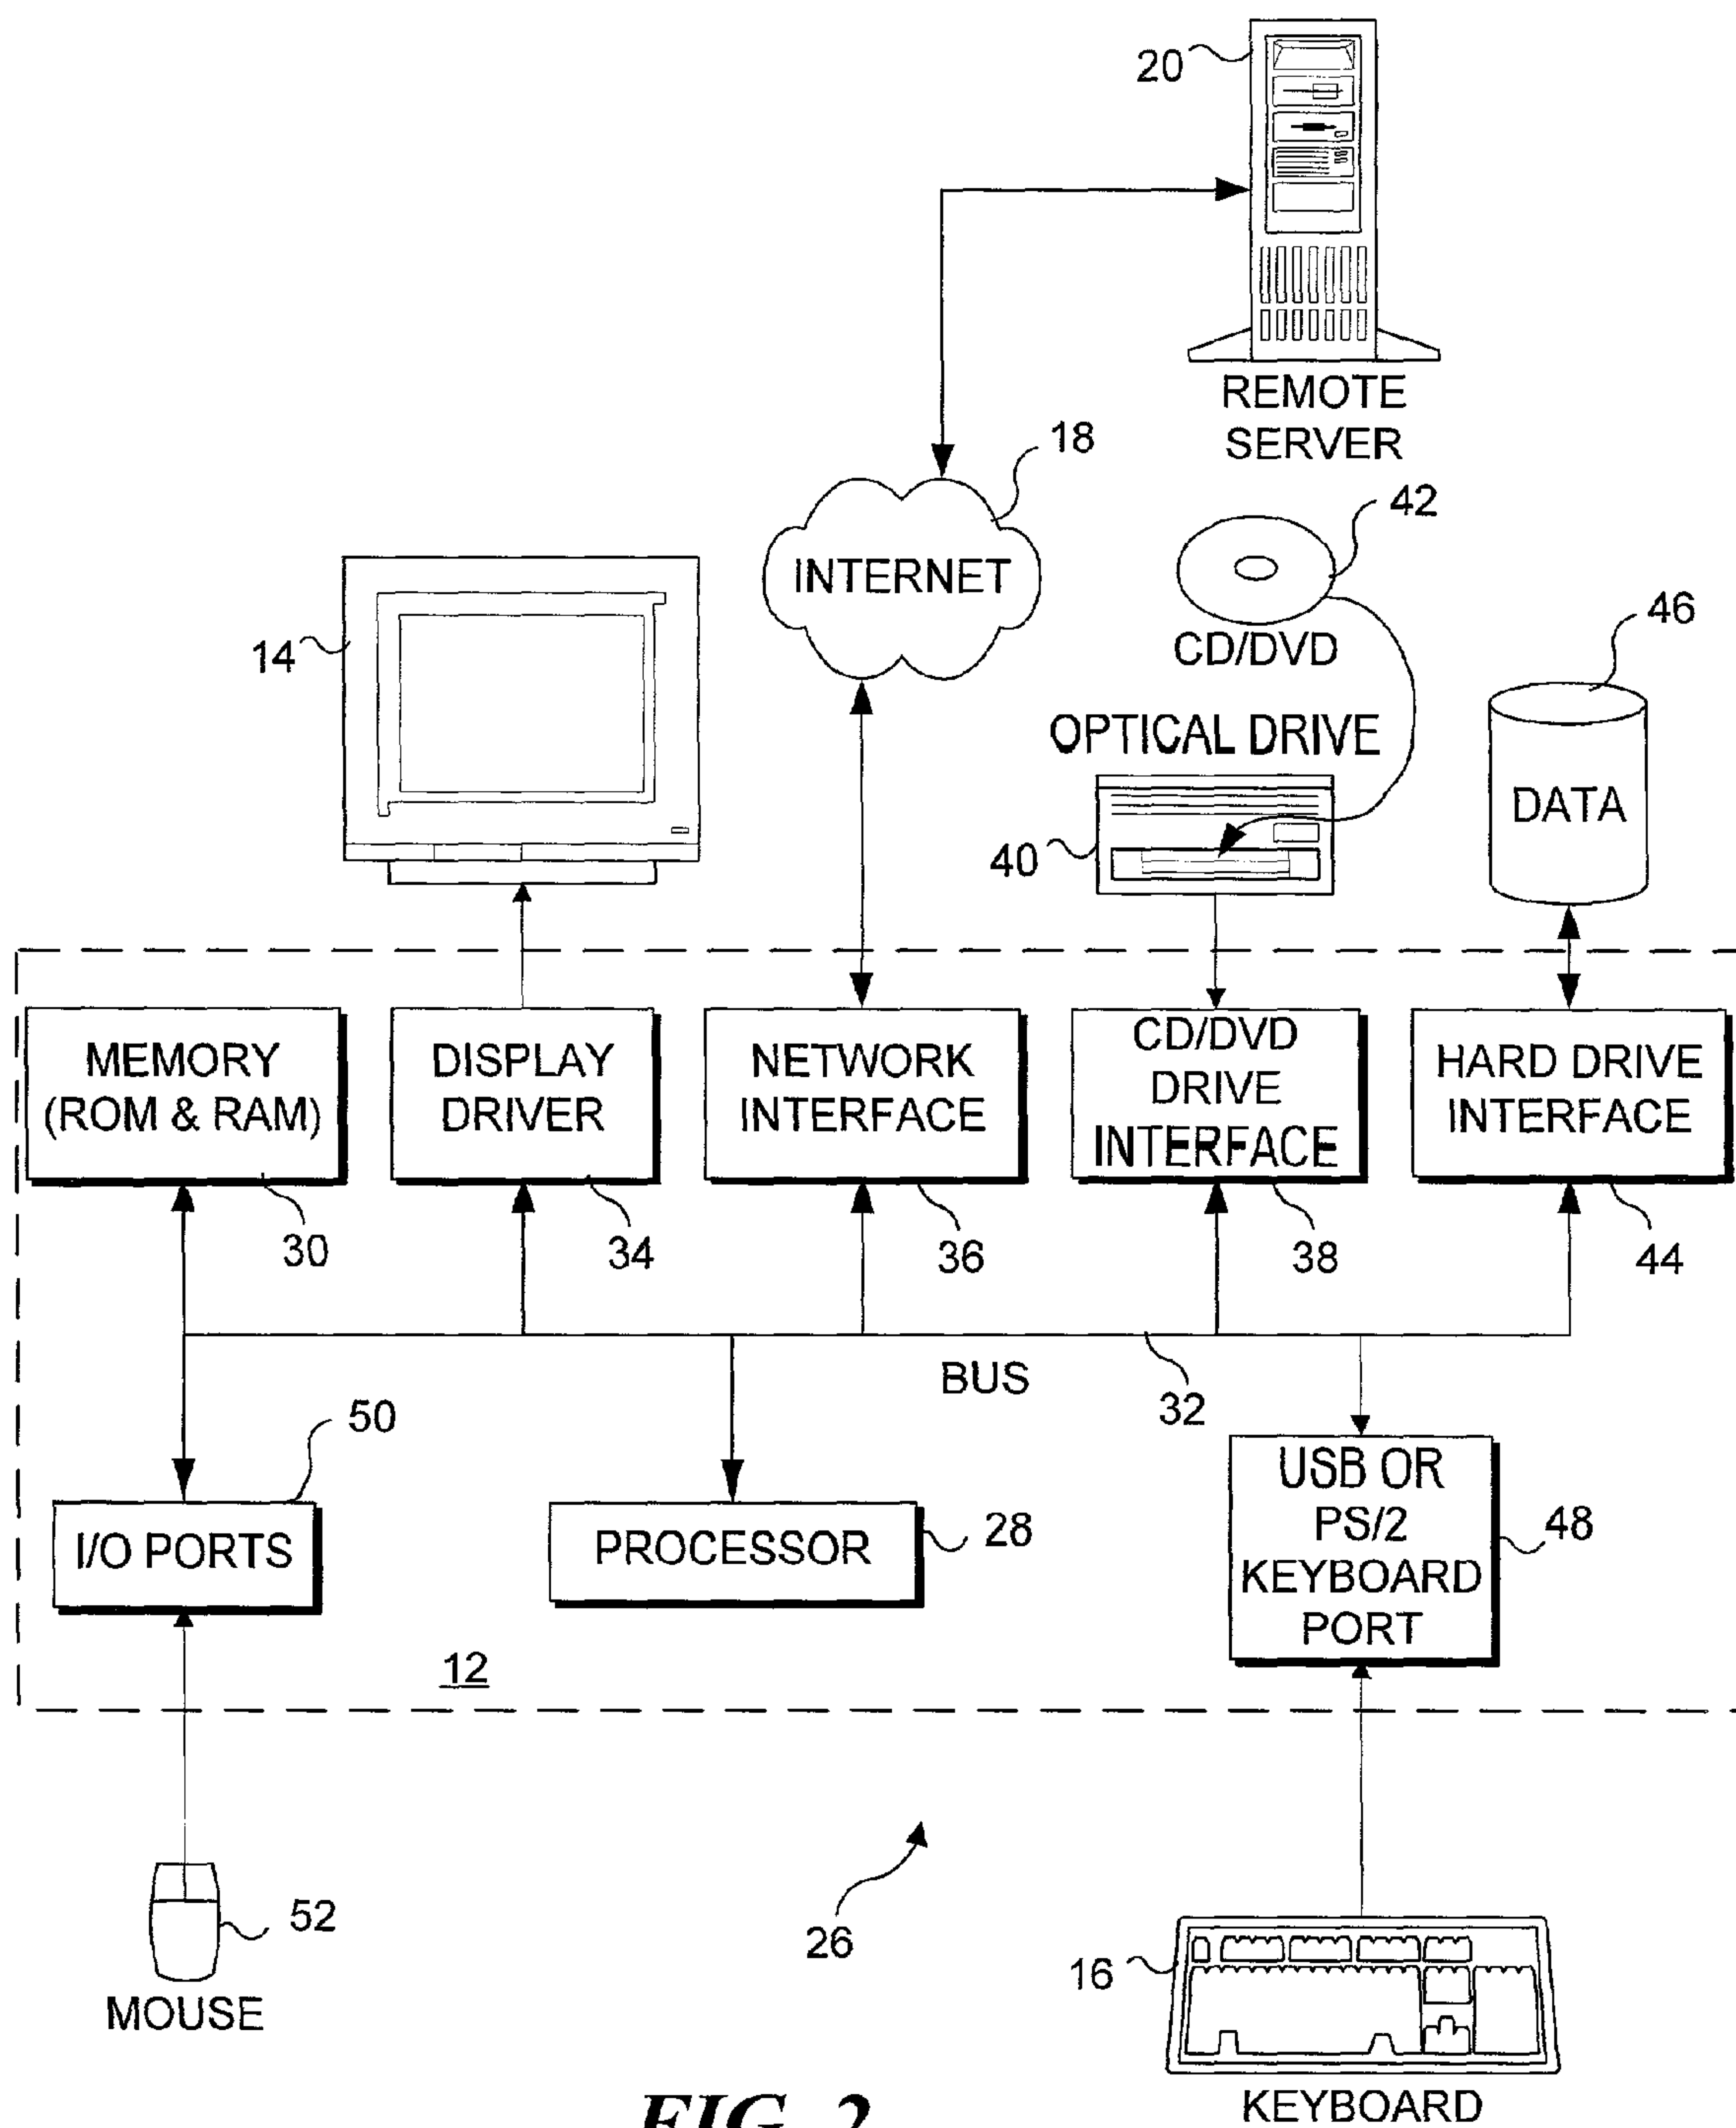 20
REMOTE
SERVER
18
INTERNET
42
CD/DVD
46
14
OPTICAL DRIVE
DATA
40
MEMORY
(ROM & RAM)
DISPLAY
DRIVER
NETWORK
INTERFACE
CD/DVD
DRIVE
INTERFACE
HARD DRIVE
INTERFACE
30
34
36
38
44
BUS
32
50
I/O PORTS
PROCESSOR
28
USB OR
PS/2
KEYBOARD
PORT
48
12
52
MOUSE
26
16
KEYBOARD
FIG. 2